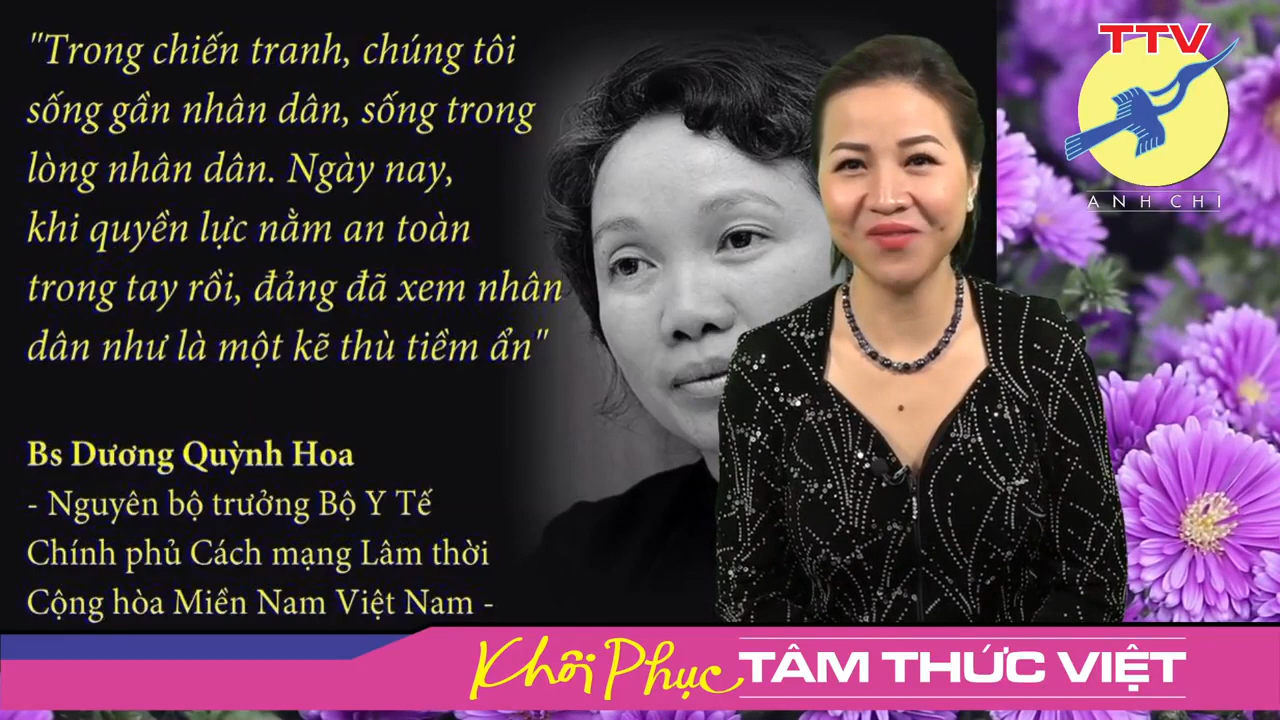 "Trong chiến tranh, chúng tôi
sống gần nhân dân, sống trong
lòng nhân dân. Ngày nay,
khi quyền lực nằm an toàn
trong tay rồi, đảng đã xem nhân
dân như là một kẽ thù tiềm ẩn"
Bs Dương Quỳnh Hoa
- Nguyên bộ trưởng Bộ Y Tế
Chính phủ Cách mạng Lâm thời
Cộng hòa Miền Nam Việt Nam -
TTV
ANH CHI
Khôi Phục TÂM THỨC VIỆT